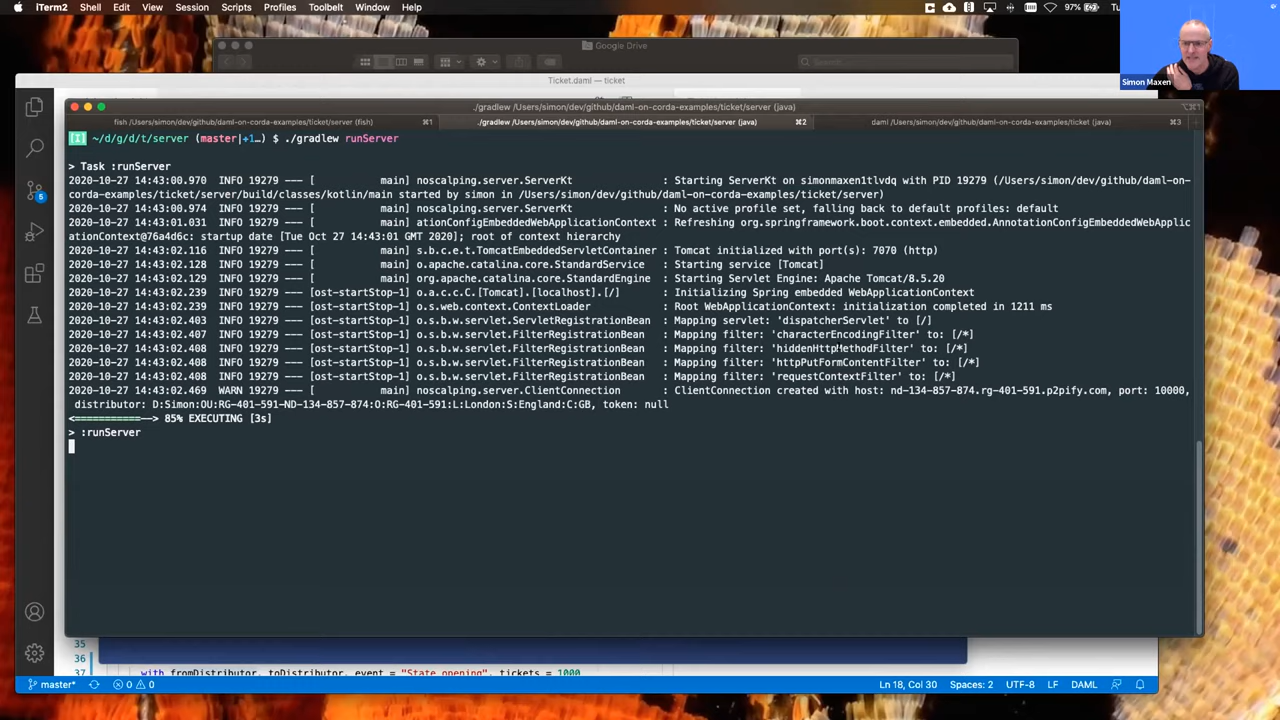 iTerm2 Shell Edit View Session Scripts Profiles Toolbelt Window Help 97% Tu
Google Drive
Search
Ticket.daml — ticket
./gradlew /Users/simon/dev/github/daml-on-corda-examples/ticket/server (java) ⌥⌘1
fish /Users/simon/dev/github/daml-on-corda-examples/ticket/server (fish) ⌘1 ./gradlew /Users/simon/dev/github/daml-on-corda-examples/ticket/server (java) ⌘2 daml /Users/simon/dev/github/daml-on-corda-examples/ticket (java) ⌘3
Simon Maxen
[I] ~/d/g/d/t/server (master|+1…) $ ./gradlew runServer
> Task :runServer
2020-10-27 14:43:00.970 INFO 19279 --- [ main] noscalping.server.ServerKt : Starting ServerKt on simonmaxen1tlvdq with PID 19279 (/Users/simon/dev/github/daml-on-
corda-examples/ticket/server/build/classes/kotlin/main started by simon in /Users/simon/dev/github/daml-on-corda-examples/ticket/server)
2020-10-27 14:43:00.974 INFO 19279 --- [ main] noscalping.server.ServerKt : No active profile set, falling back to default profiles: default
2020-10-27 14:43:01.031 INFO 19279 --- [ main] ationConfigEmbeddedWebApplicationContext : Refreshing org.springframework.boot.context.embedded.AnnotationConfigEmbeddedWebApplic
ationContext@76a4d6c: startup date [Tue Oct 27 14:43:01 GMT 2020]; root of context hierarchy
2020-10-27 14:43:02.116 INFO 19279 --- [ main] s.b.c.e.t.TomcatEmbeddedServletContainer : Tomcat initialized with port(s): 7070 (http)
2020-10-27 14:43:02.128 INFO 19279 --- [ main] o.apache.catalina.core.StandardService : Starting service [Tomcat]
2020-10-27 14:43:02.129 INFO 19279 --- [ main] org.apache.catalina.core.StandardEngine : Starting Servlet Engine: Apache Tomcat/8.5.20
2020-10-27 14:43:02.239 INFO 19279 --- [ost-startStop-1] o.a.c.c.C.[Tomcat].[localhost].[/] : Initializing Spring embedded WebApplicationContext
2020-10-27 14:43:02.239 INFO 19279 --- [ost-startStop-1] o.s.web.context.ContextLoader : Root WebApplicationContext: initialization completed in 1211 ms
2020-10-27 14:43:02.403 INFO 19279 --- [ost-startStop-1] o.s.b.w.servlet.ServletRegistrationBean : Mapping servlet: 'dispatcherServlet' to [/]
2020-10-27 14:43:02.407 INFO 19279 --- [ost-startStop-1] o.s.b.w.servlet.FilterRegistrationBean : Mapping filter: 'characterEncodingFilter' to: [/*]
2020-10-27 14:43:02.408 INFO 19279 --- [ost-startStop-1] o.s.b.w.servlet.FilterRegistrationBean : Mapping filter: 'hiddenHttpMethodFilter' to: [/*]
2020-10-27 14:43:02.408 INFO 19279 --- [ost-startStop-1] o.s.b.w.servlet.FilterRegistrationBean : Mapping filter: 'httpPutFormContentFilter' to: [/*]
2020-10-27 14:43:02.408 INFO 19279 --- [ost-startStop-1] o.s.b.w.servlet.FilterRegistrationBean : Mapping filter: 'requestContextFilter' to: [/*]
2020-10-27 14:43:02.469 WARN 19279 --- [ main] noscalping.server.ClientConnection : ClientConnection created with host: nd-134-857-874.rg-401-591.p2pify.com, port: 10000,
distributor: D:Simon:OU:RG-401-591-ND-134-857-874:O:RG-401-591:L:London:S:England:C:GB, token: null
<===========--> 85% EXECUTING [3s]
> :runServer
5
35
36
37 with fromDistributor, toDistributor, event = "State opening", tickets = 1000
master* 0 0 Ln 18, Col 30 Spaces: 2 UTF-8 LF DAML